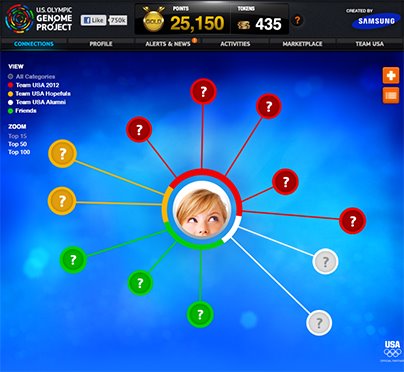 U.S. OLYMPIC
GENOME
PROJECT
Like 750k
GOLD
POINTS
25,150
TOKENS
435
CREATED BY
SAMSUNG
CONNECTIONS
PROFILE
ALERTS & NEWS
ACTIVITIES
MARKETPLACE
TEAM USA
VIEW
All Categories
Team USA 2012
Team USA Hopefuls
Team USA Alumni
Friends
ZOOM
Top 15
Top 50
Top 100
?
?
?
?
?
?
?
?
?
?
?
?
USA